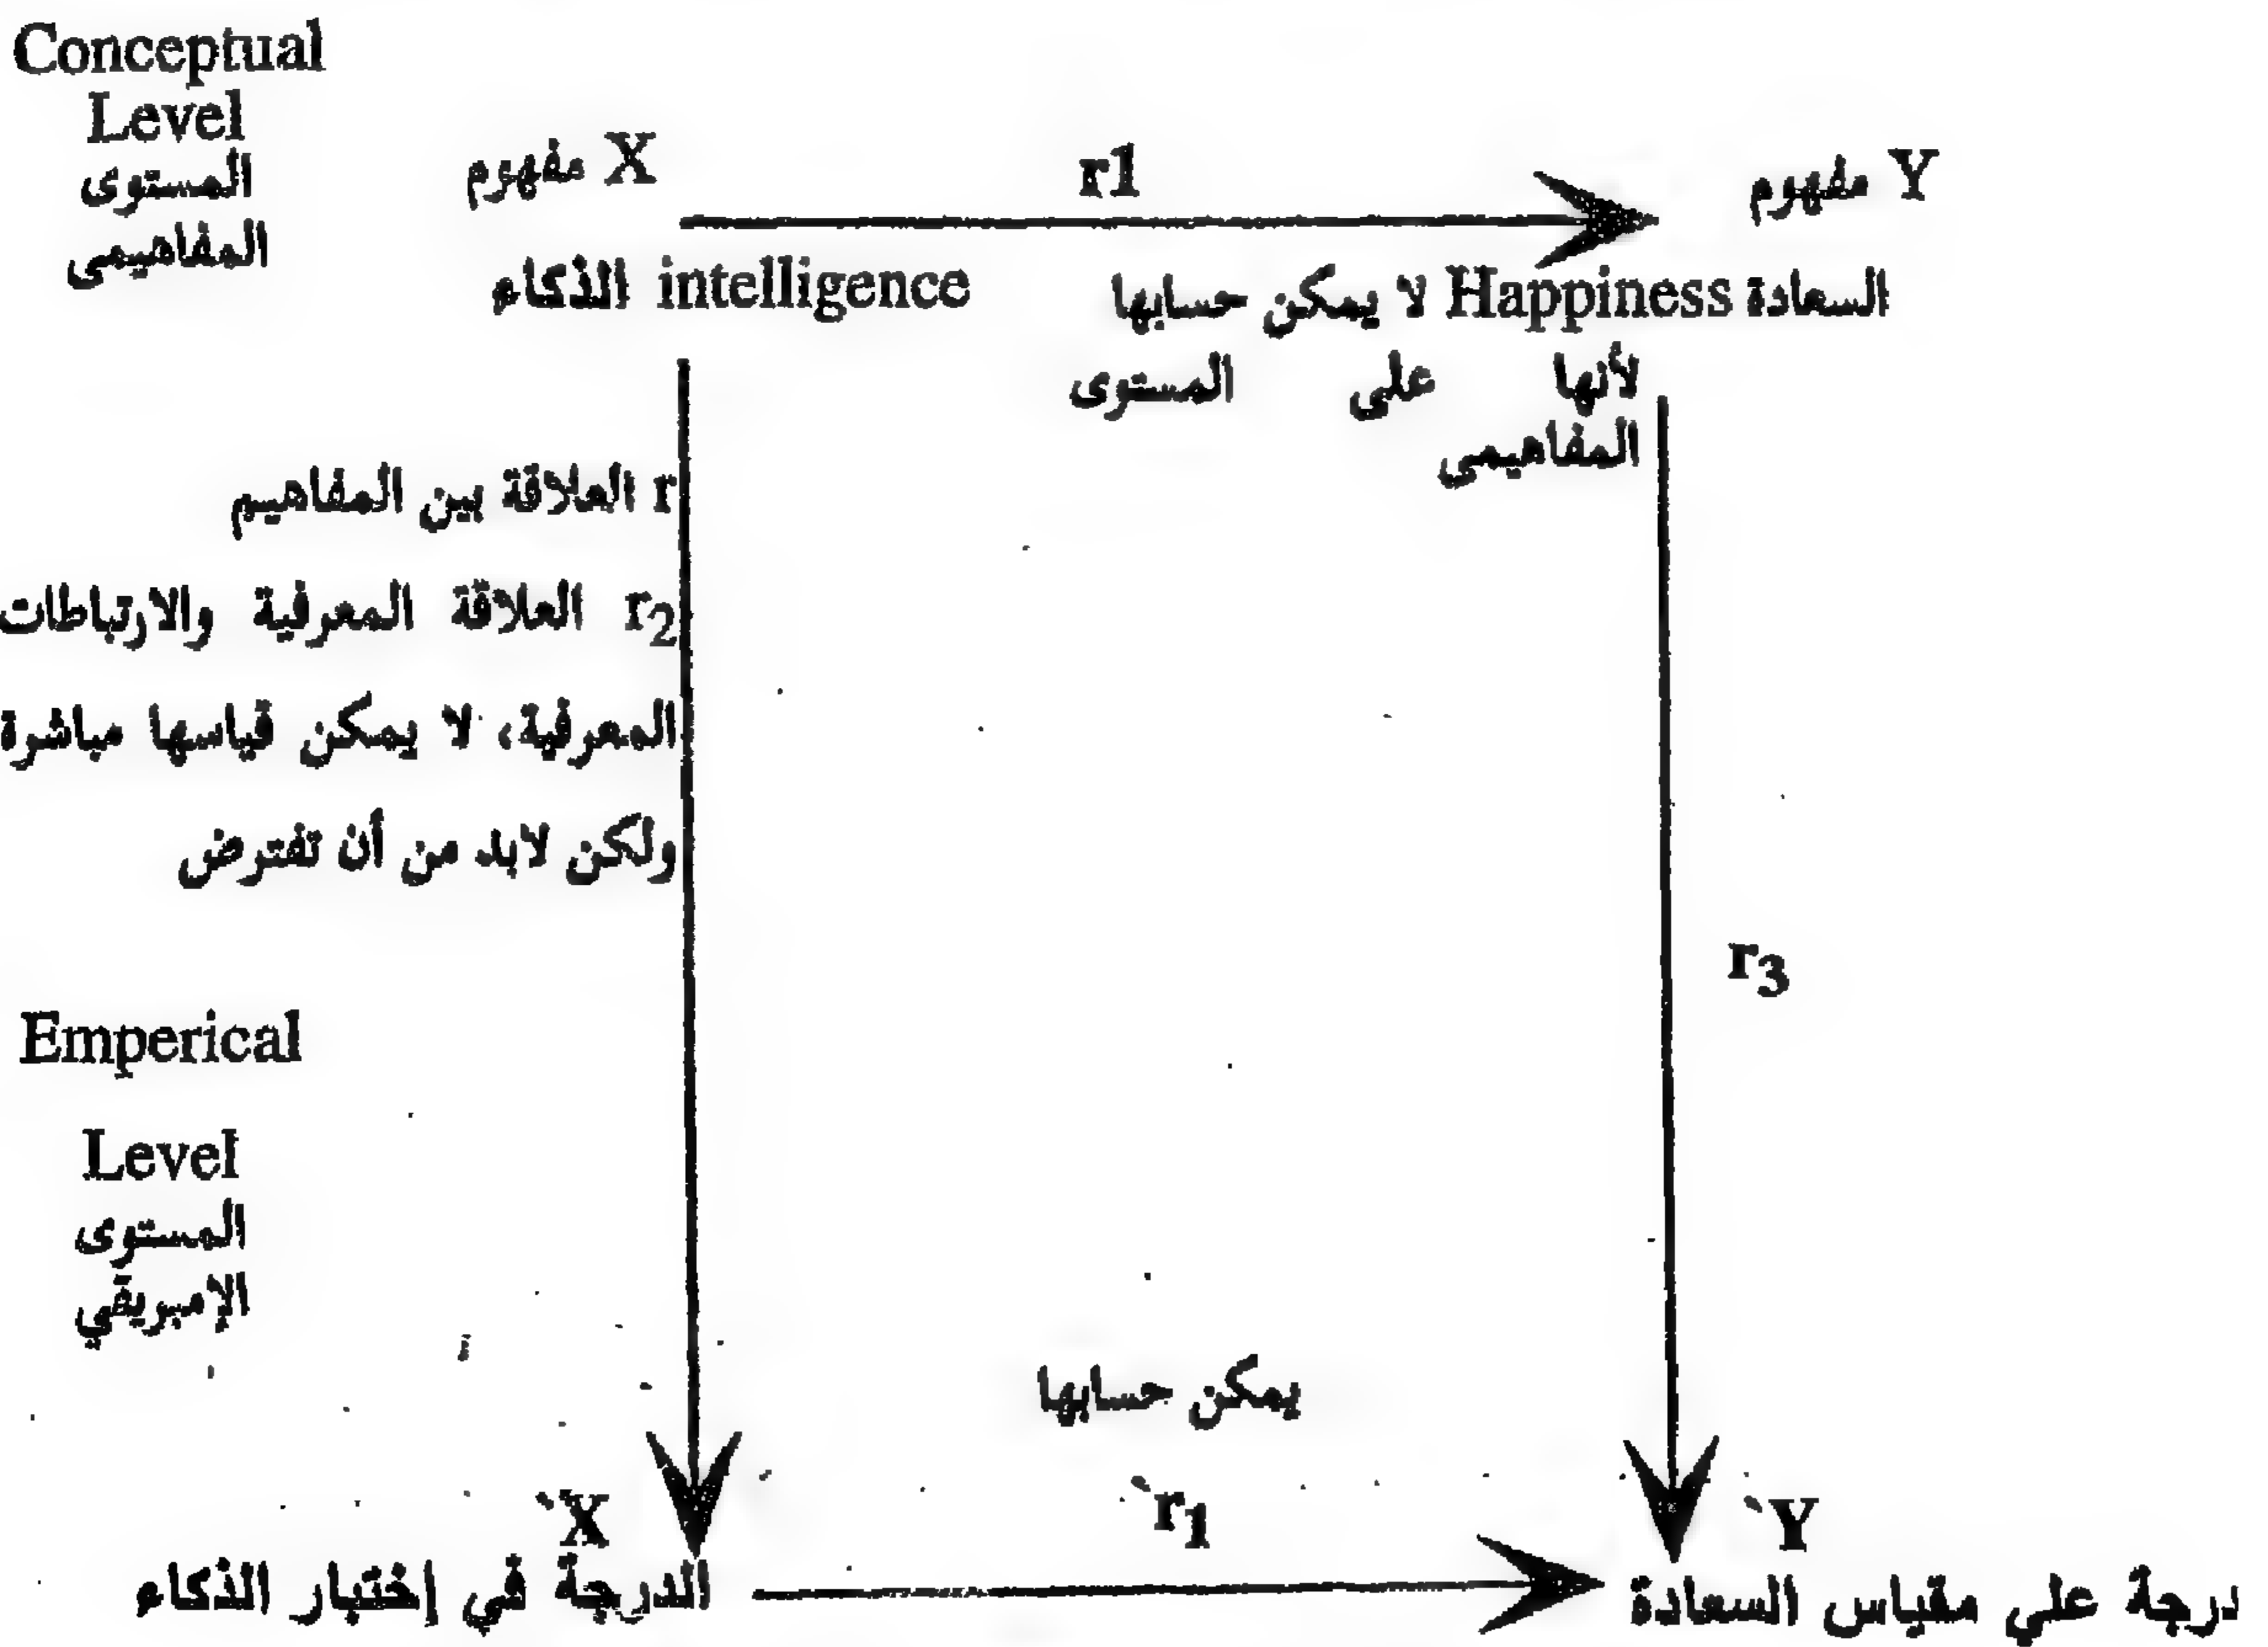 Conceptual
Level
المستوى
المفاهيمى
مفهوم X
r1
مفهوم Y
الذكاء intelligence
السعادة Happiness لا يمكن حسابها
لأنها على المستوى
المفاهيمى
r العلاقة بين المفاهيم
r2 العلاقة المعرفية والارتباطات
المعرفية، لا يمكن قياسها مباشرة
ولكن لابد من أن تفترض
r3
Emperical
Level
المستوى
الإمبريقي
يمكن حسابها
`X
`r1
`Y
الدرجة في إختبار الذكاء
درجة علي مقياس السعادة